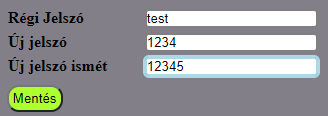 Régi Jelszó test
Új jelszó 1234
Új jelszó ismét 12345
Mentés